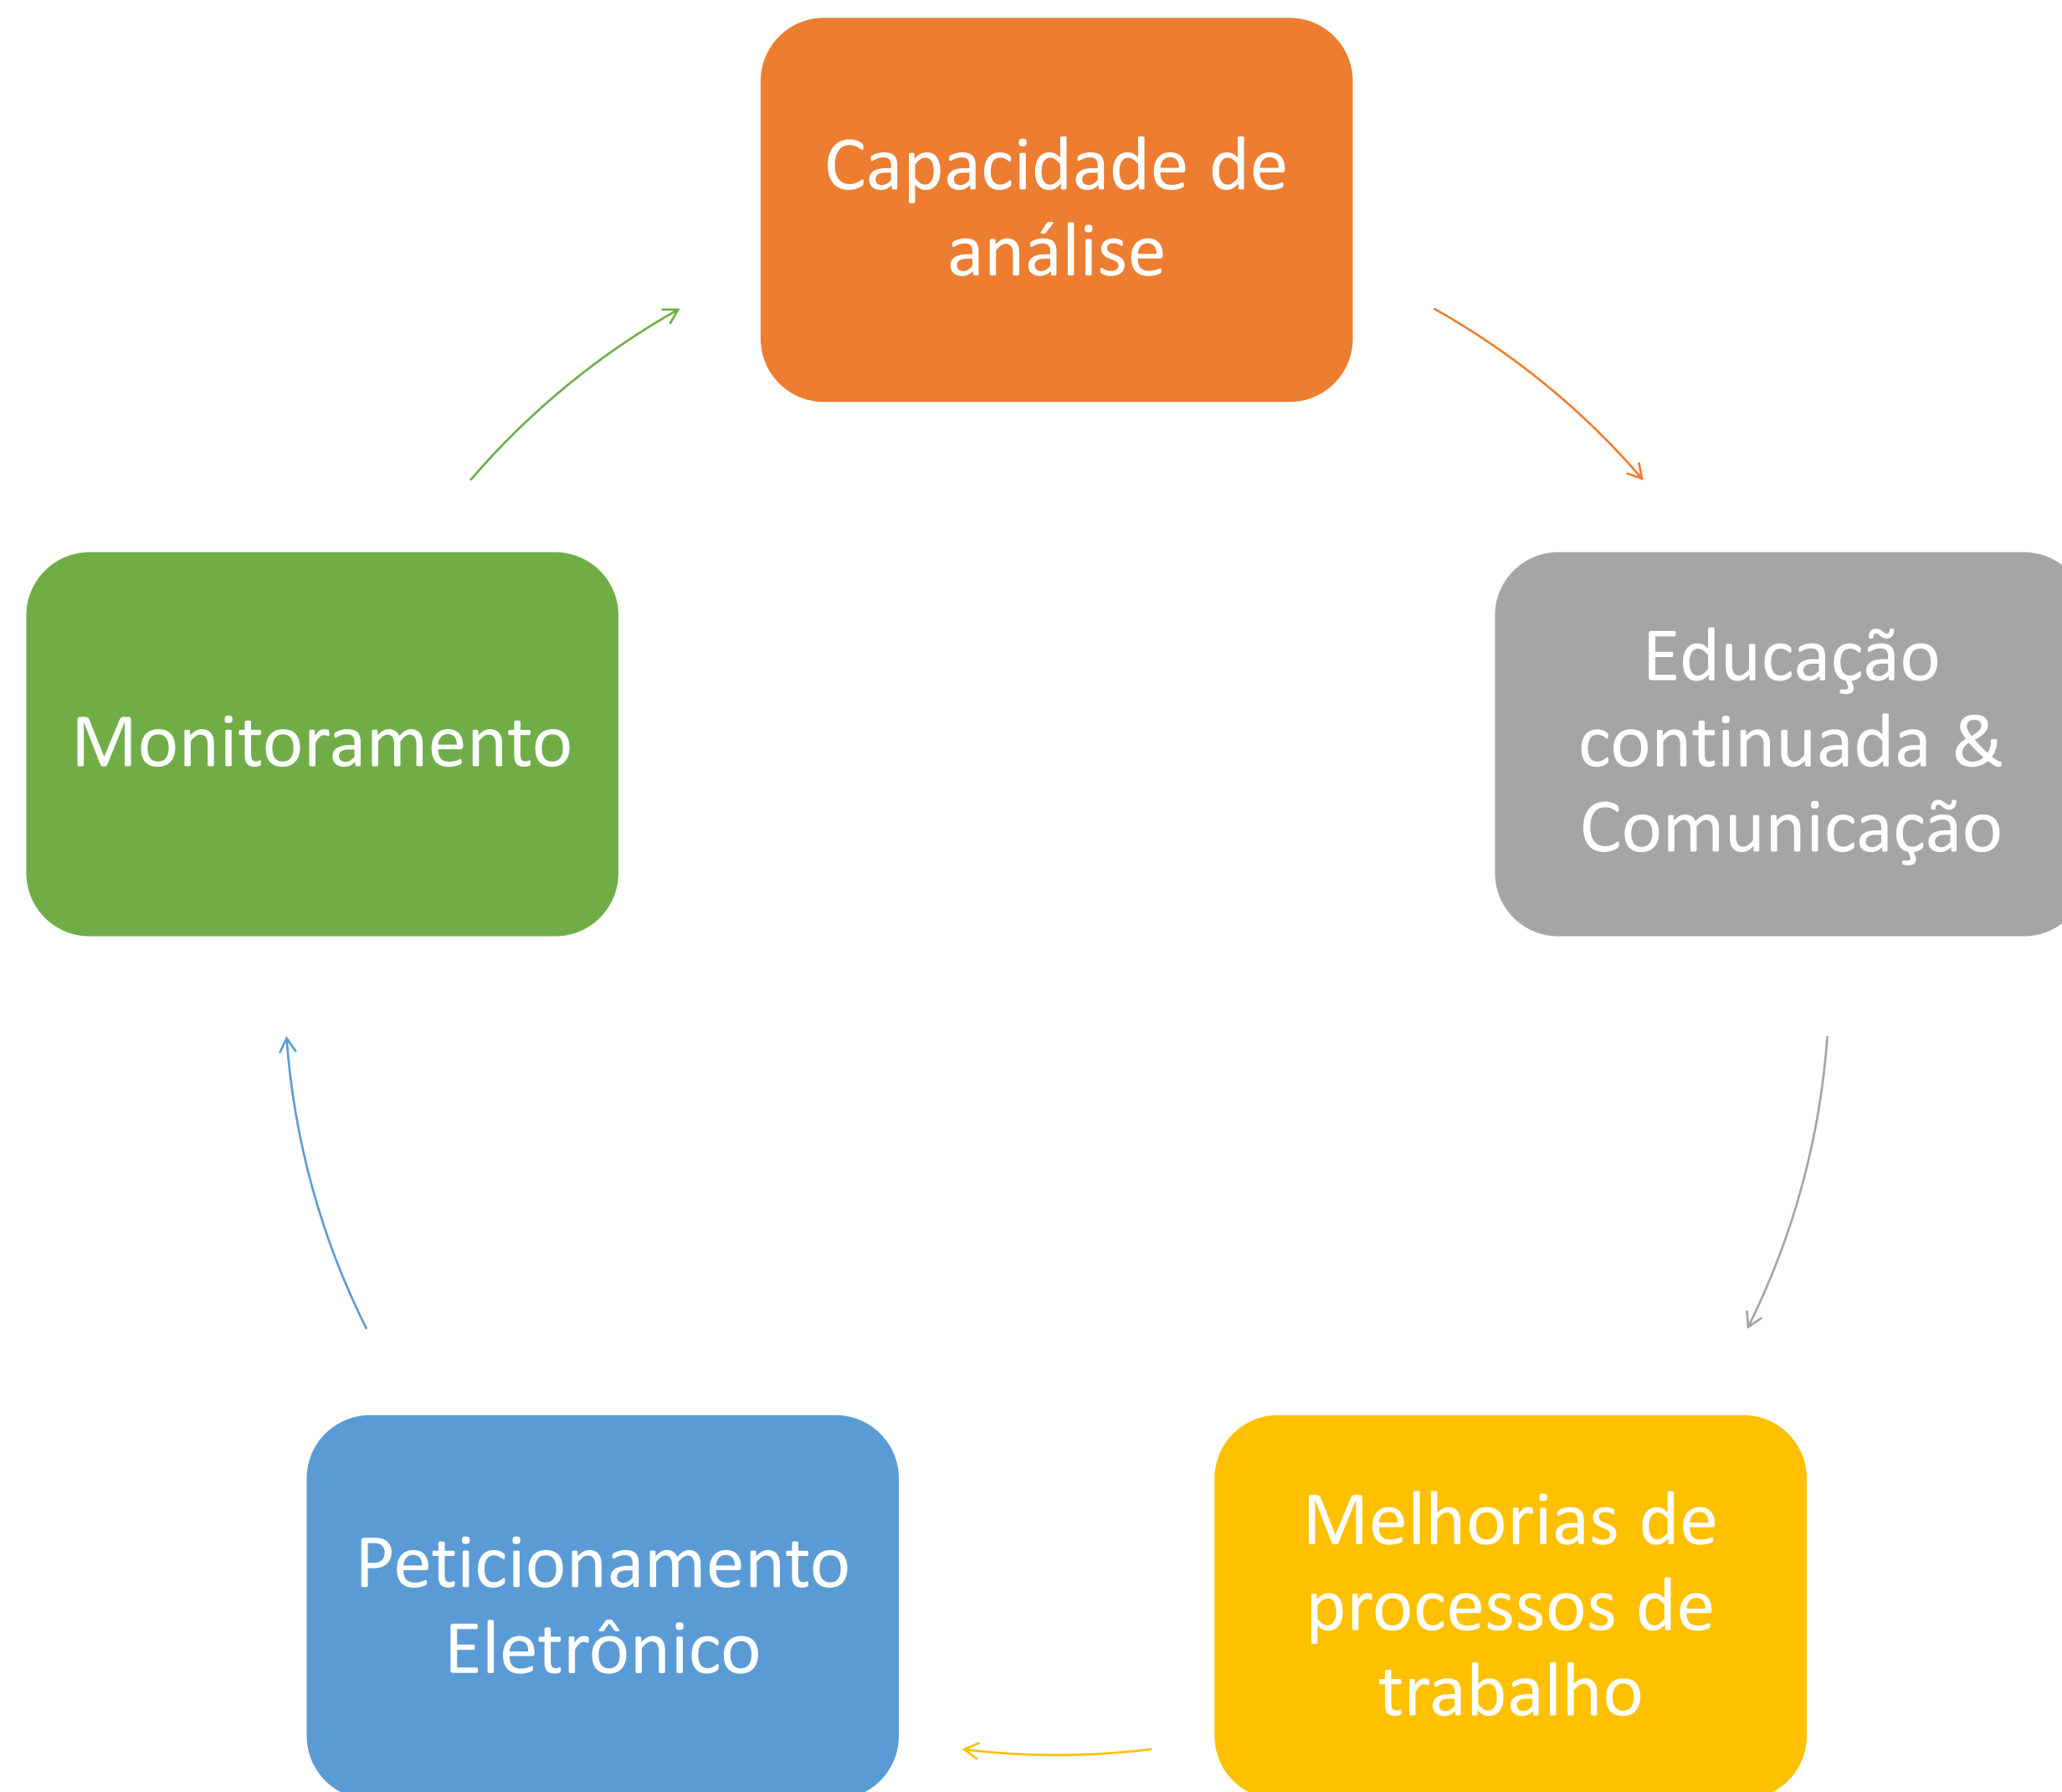 Capacidade de
análise
Educação
continuada &
Comunicação
Melhorias de
processos de
trabalho
Peticionamento
Eletrônico
Monitoramento